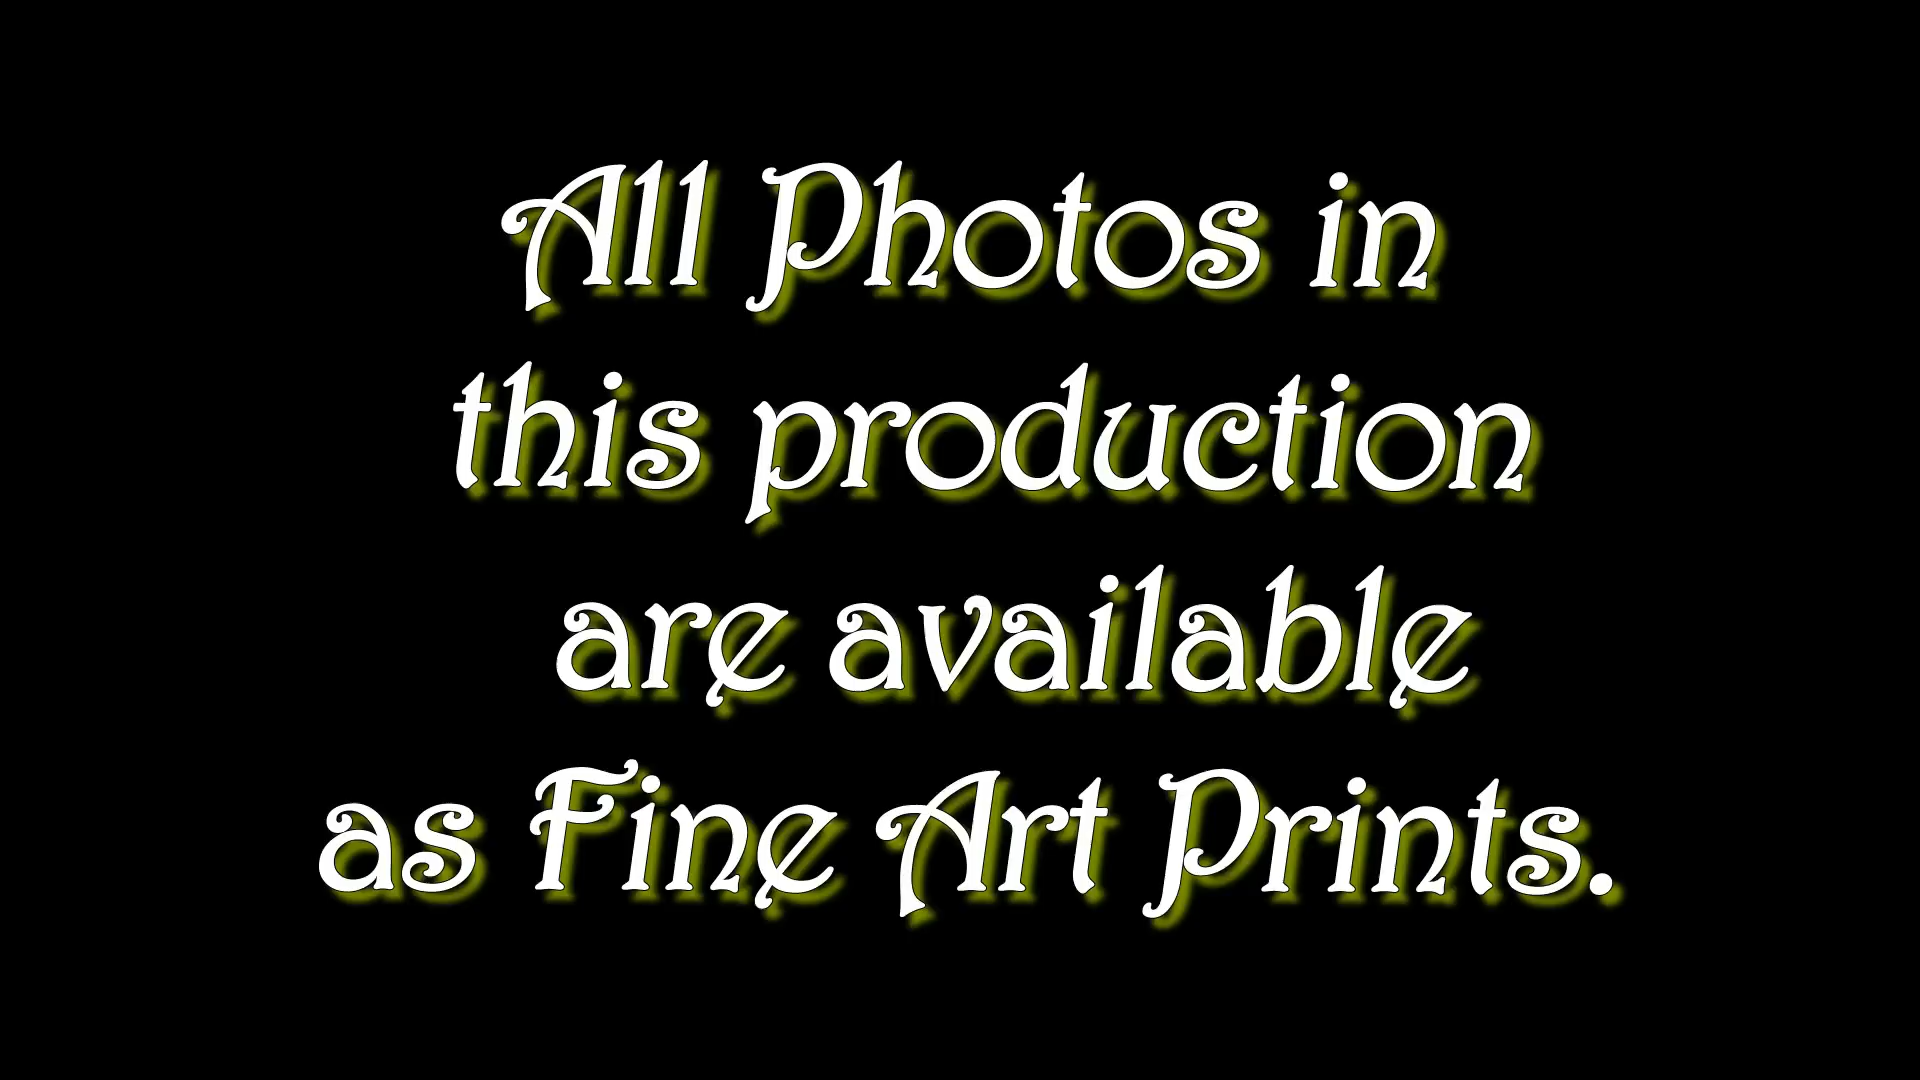 All Photos in
this production
are available
as Fine Art Prints.